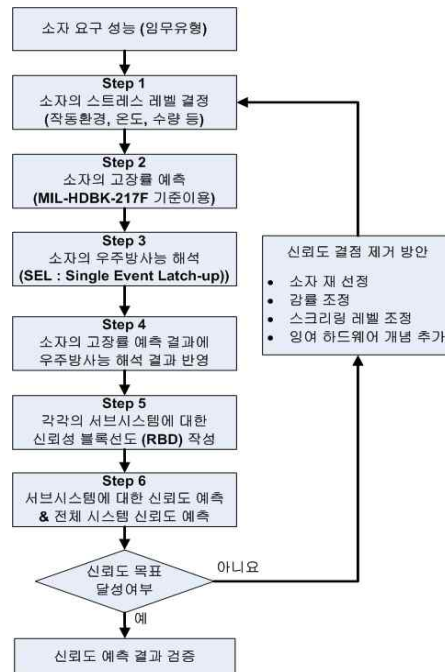 소자 요구 성능 (임무유형)
Step 1
소자의 스트레스 레벨 결정
(작동환경, 온도, 수량 등)
Step 2
소자의 고장률 예측
(MIL-HDBK-217F 기준이용)
Step 3
소자의 우주방사능 해석
(SEL : Single Event Latch-up))
Step 4
소자의 고장률 예측 결과에
우주방사능 해석 결과 반영
Step 5
각각의 서브시스템에 대한
신뢰성 블록선도 (RBD) 작성
Step 6
서브시스템에 대한 신뢰도 예측
& 전체 시스템 신뢰도 예측
신뢰도 목표
달성여부
아니요
예
신뢰도 예측 결과 검증
신뢰도 결점 제거 방안
• 소자 재 선정
• 감률 조정
• 스크리링 레벨 조정
• 잉여 하드웨어 개념 추가